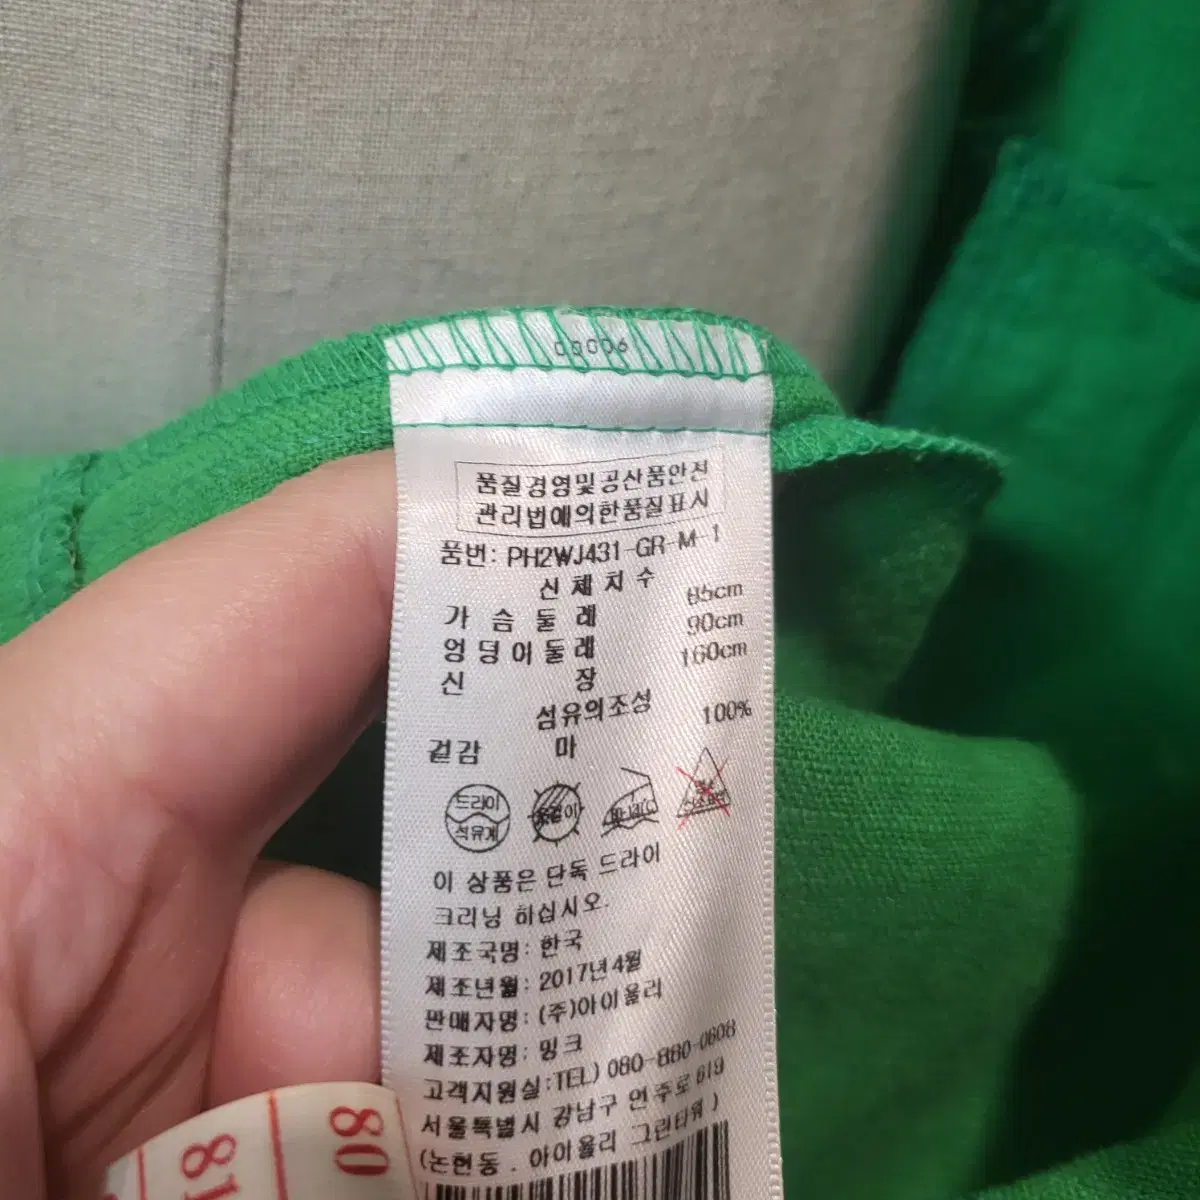 00006
품질경영및공산품안전
관리법에의한품질표시
품번: PH2WJ431-GR-M-1
신체치수
가슴둘레 85cm
엉덩이둘레 90cm
신장 160cm
섬유의조성
겉감 마 100%
드라이
석유계
옷걸이
이 상품은 단독 드라이
크리닝 하십시오.
제조국명: 한국
제조년월: 2017년4월
판매자명: (주)아이올리
제조자명: 밍크
고객지원실:TEL) 080-880-0608
서울특별시 강남구 언주로 619
(논현동 . 아이올리 그린타워 )
80
81